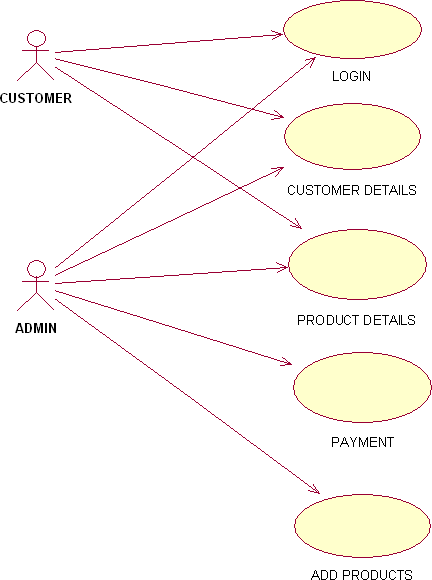 LOGIN
CUSTOMER
CUSTOMER DETAILS
PRODUCT DETAILS
ADMIN
PAYMENT
ADD PRODUCTS